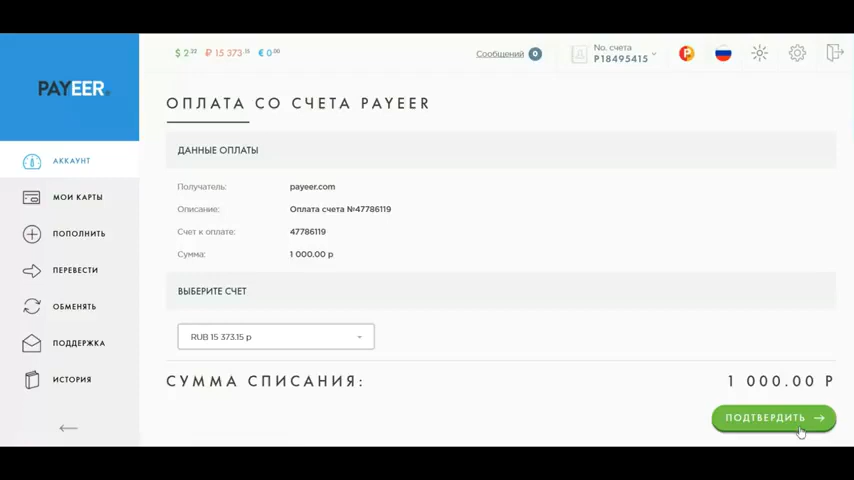 $ 2.22 ₽ 15 373.15 € 0.00
Сообщений 0
No. счета
P18495415
PAYEER
ОПЛАТА СО СЧЕТА PAYEER
АККАУНТ
МОИ КАРТЫ
ПОПОЛНИТЬ
ПЕРЕВЕСТИ
ОБМЕНЯТЬ
ПОДДЕРЖКА
ИСТОРИЯ
ДАННЫЕ ОПЛАТЫ
Получатель: payeer.com
Описание: Оплата счета №47786119
Счет к оплате: 47786119
Сумма: 1 000.00 р
ВЫБЕРИТЕ СЧЕТ
RUB 15 373.15 р
СУММА СПИСАНИЯ: 1 000.00 Р
ПОДТВЕРДИТЬ